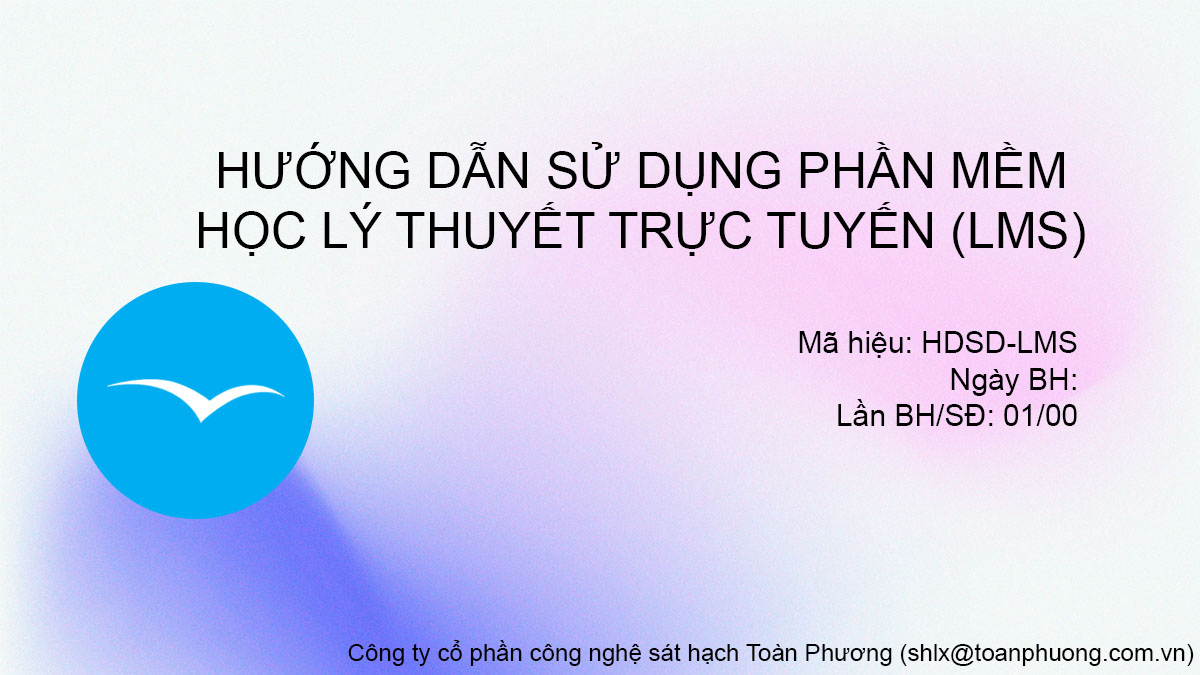 HƯỚNG DẪN SỬ DỤNG PHẦN MỀM
HỌC LÝ THUYẾT TRỰC TUYẾN (LMS)
Mã hiệu: HDSD-LMS
Ngày BH:
Lần BH/SĐ: 01/00
Công ty cổ phần công nghệ sát hạch Toàn Phương (shlx@toanphuong.com.vn)